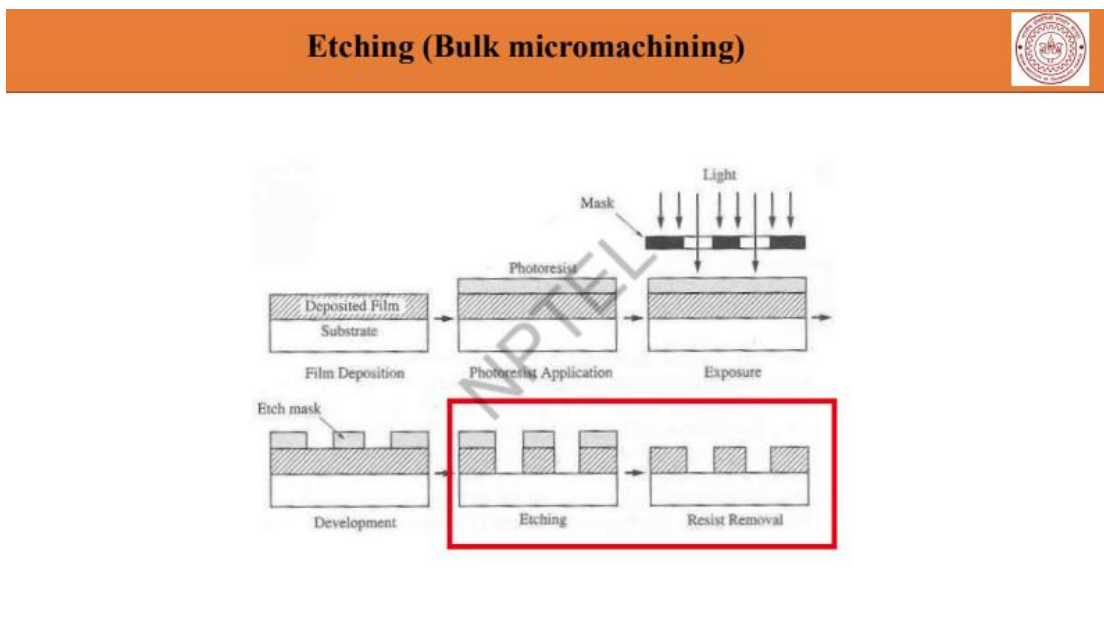 Etching (Bulk micromachining)
Light
Mask
Photoresist
Deposited Film
Substrate
Film Deposition
Photoresist Application
Exposure
Etch mask
Development
Etching
Resist Removal
NPTEL